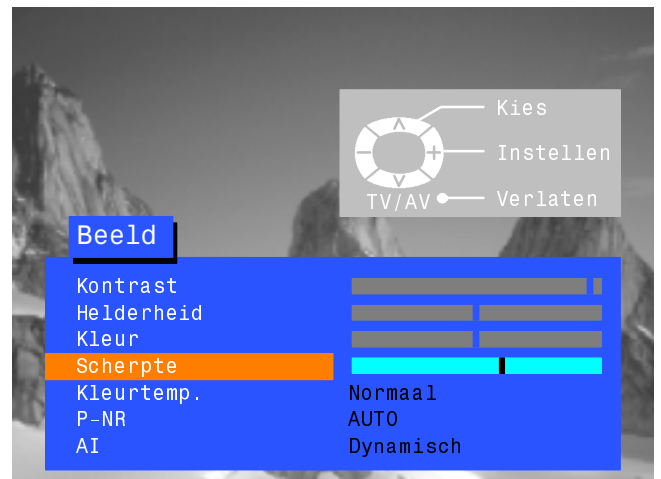 Kies
Instellen
TV/AV Verlaten
Beeld
Kontrast
Helderheid
Kleur
Scherpte
Kleurtemp. Normaal
P-NR AUTO
AI Dynamisch